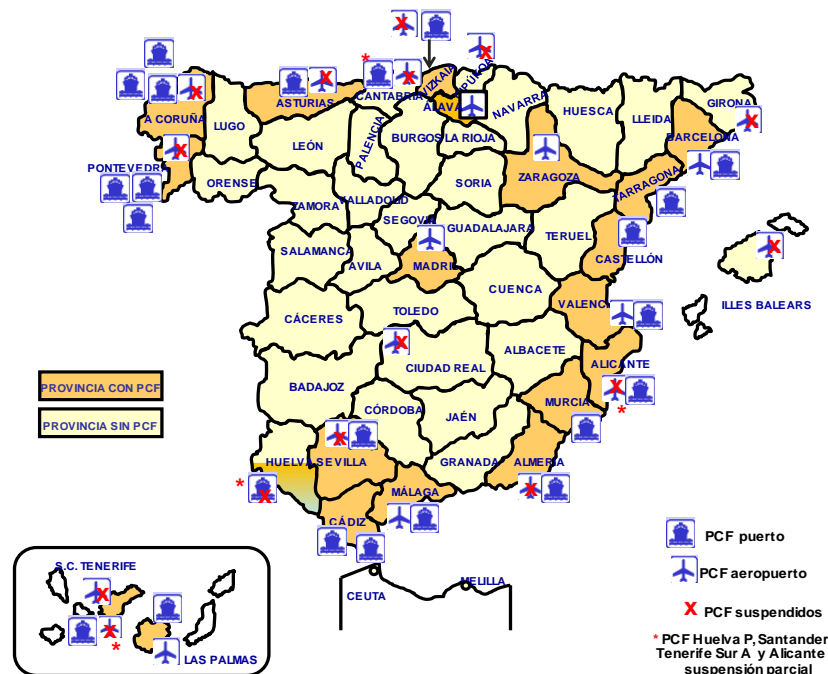 VIZKAIA
PÚKOA
CANTABRIA
ASTURIAS
A CORUÑA
LUGO
ALAVA
NAVARRA
HUESCA
LLEIDA
GIRONA
BARCELONA
LEÓN
PALENCIA
BURGOS
LA RIOJA
PONTEVEDRA
ORENSE
ZARAGOZA
TARRAGONA
ZAMORA
VALLADOLID
SORIA
SEGOVIA
GUADALAJARA
TERUEL
CASTELLÓN
SALAMANCA
AVILA
MADRID
CUENCA
VALENC
ILLES BALEARS
CÁCERES
TOLEDO
ALBACETE
ALICANTE
CIUDAD REAL
BADAJOZ
PROVINCIA CON PCF
PROVINCIA SIN PCF
MURCIA
CÓRDOBA
JAÉN
HUELVA
SEVILLA
GRANADA
ALMERÍA
MÁLAGA
CÁDIZ
CEUTA
MELILLA
S.C. TENERIFE
LAS PALMAS
PCF puerto
PCF aeropuerto
X PCF suspendidos
* PCF Huelva P, Santander
Tenerife Sur A y Alicante
suspensión parcial